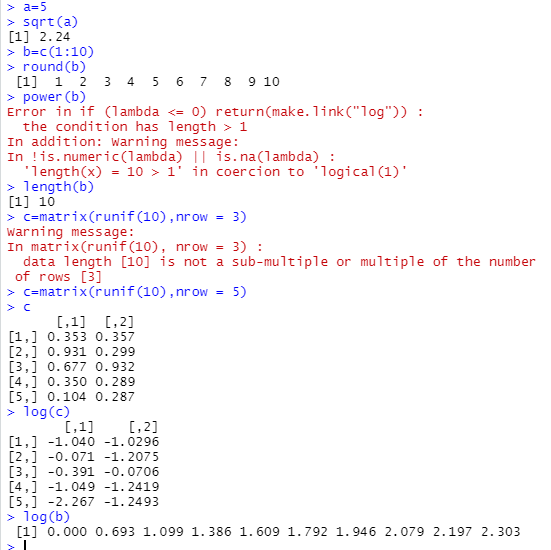 > a=5
> sqrt(a)
[1] 2.24
> b=c(1:10)
> round(b)
 [1]  1  2  3  4  5  6  7  8  9 10
> power(b)
Error in if (lambda <= 0) return(make.link("log")) :
  the condition has length > 1
In addition: Warning message:
In !is.numeric(lambda) || is.na(lambda) :
  'length(x) = 10 > 1' in coercion to 'logical(1)'
> length(b)
[1] 10
> c=matrix(runif(10),nrow = 3)
Warning message:
In matrix(runif(10), nrow = 3) :
  data length [10] is not a sub-multiple or multiple of the number
 of rows [3]
> c=matrix(runif(10),nrow = 5)
> c
      [,1]  [,2]
[1,] 0.353 0.357
[2,] 0.931 0.299
[3,] 0.677 0.932
[4,] 0.350 0.289
[5,] 0.104 0.287
> log(c)
       [,1]    [,2]
[1,] -1.040 -1.0296
[2,] -0.071 -1.2075
[3,] -0.391 -0.0706
[4,] -1.049 -1.2419
[5,] -2.267 -1.2493
> log(b)
 [1] 0.000 0.693 1.099 1.386 1.609 1.792 1.946 2.079 2.197 2.303
>